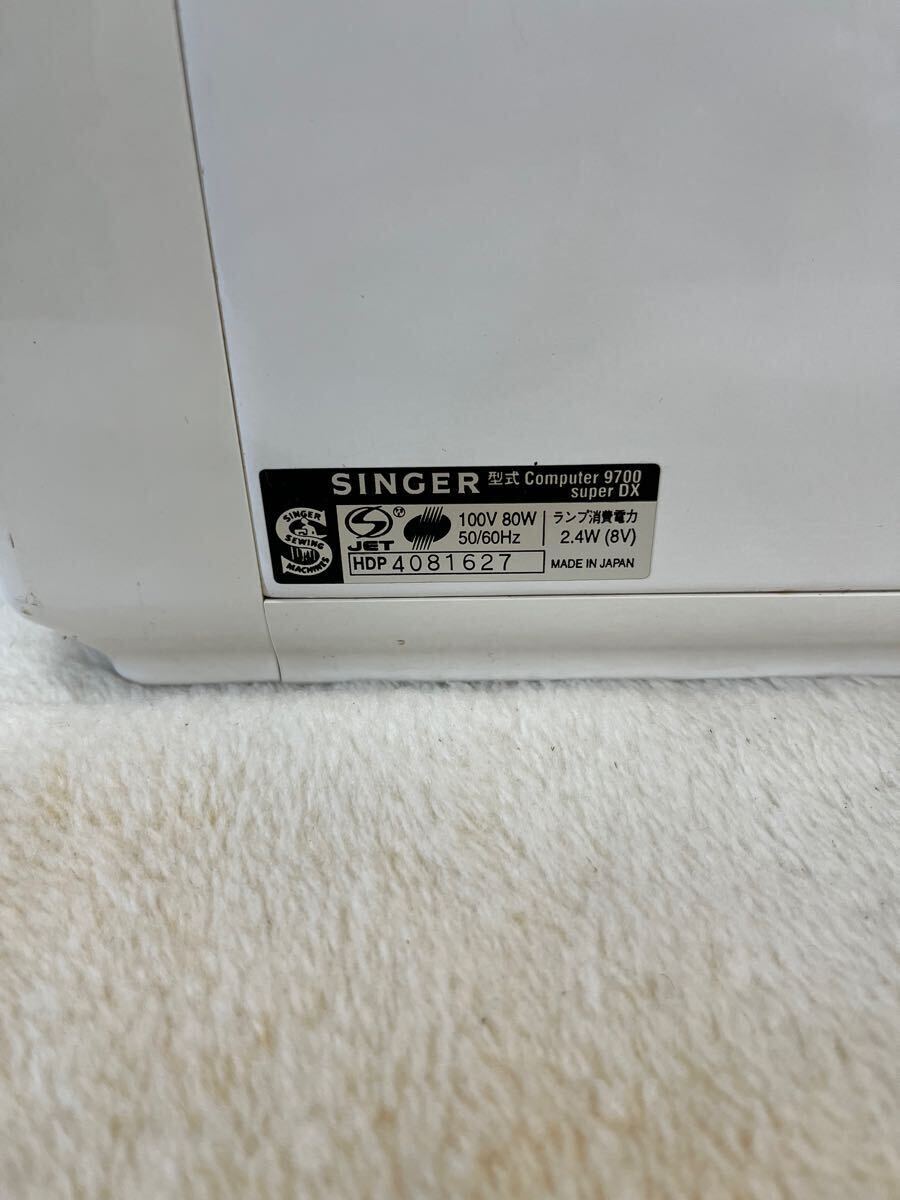 SINGER 型式 Computer 9700
super DX
SINGER
SEWING
MACHINES
S JET
100V 80W
50/60Hz
ランプ消費電力
2.4W (8V)
HDP 4081627
MADE IN JAPAN